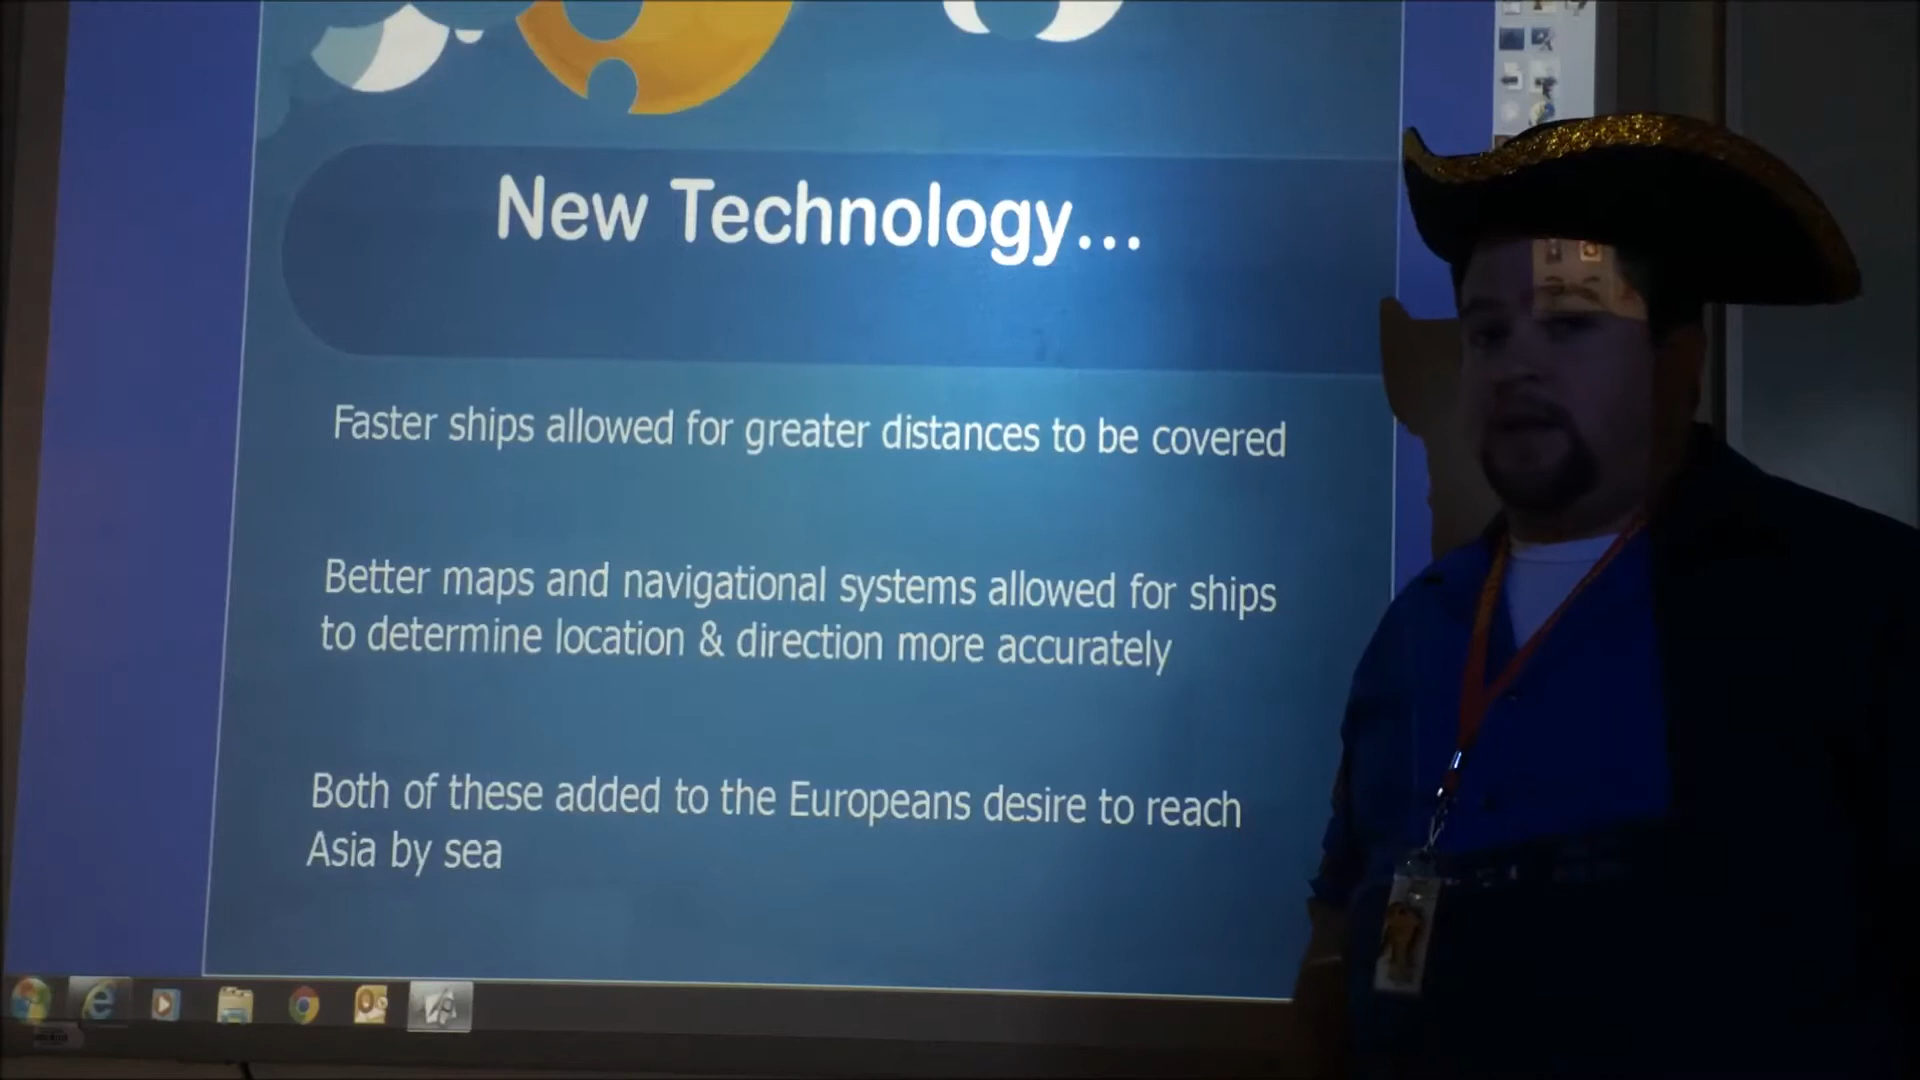 New Technology...
Faster ships allowed for greater distances to be covered
Better maps and navigational systems allowed for ships
to determine location & direction more accurately
Both of these added to the Europeans desire to reach
Asia by sea